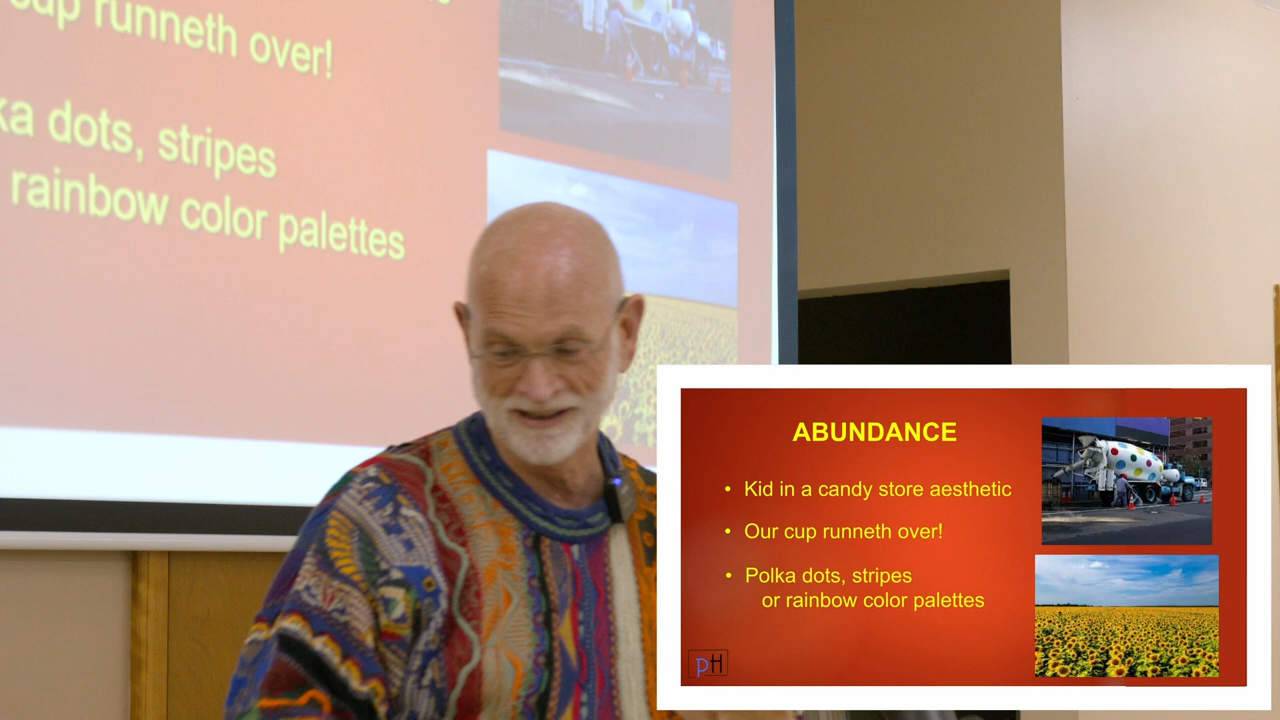 up runneth over!
ka dots, stripes
rainbow color palettes
ABUNDANCE
• Kid in a candy store aesthetic
• Our cup runneth over!
• Polka dots, stripes
or rainbow color palettes
pH